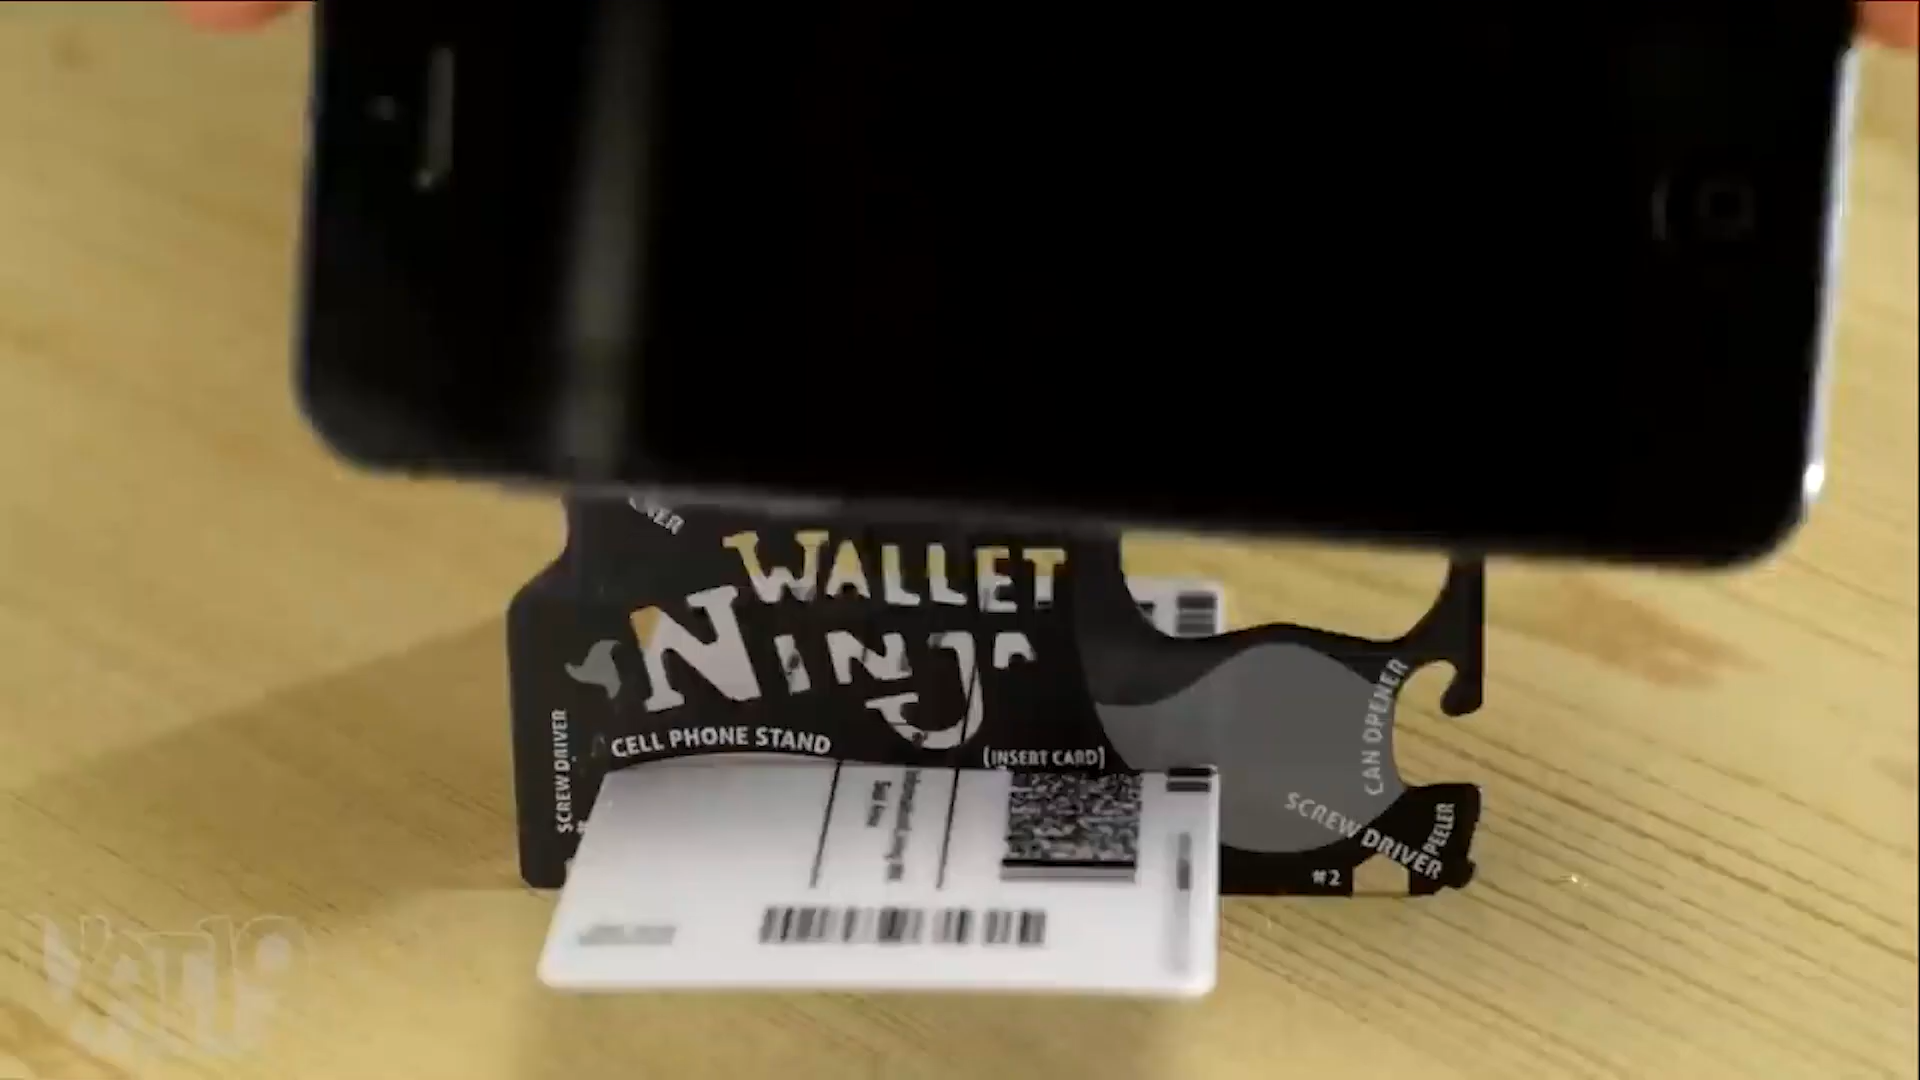 WALLET
NINJA
CELL PHONE STAND
(INSERT CARD)
SCREW DRIVER
CAN OPENER
SCREW DRIVER
PEELER
#2